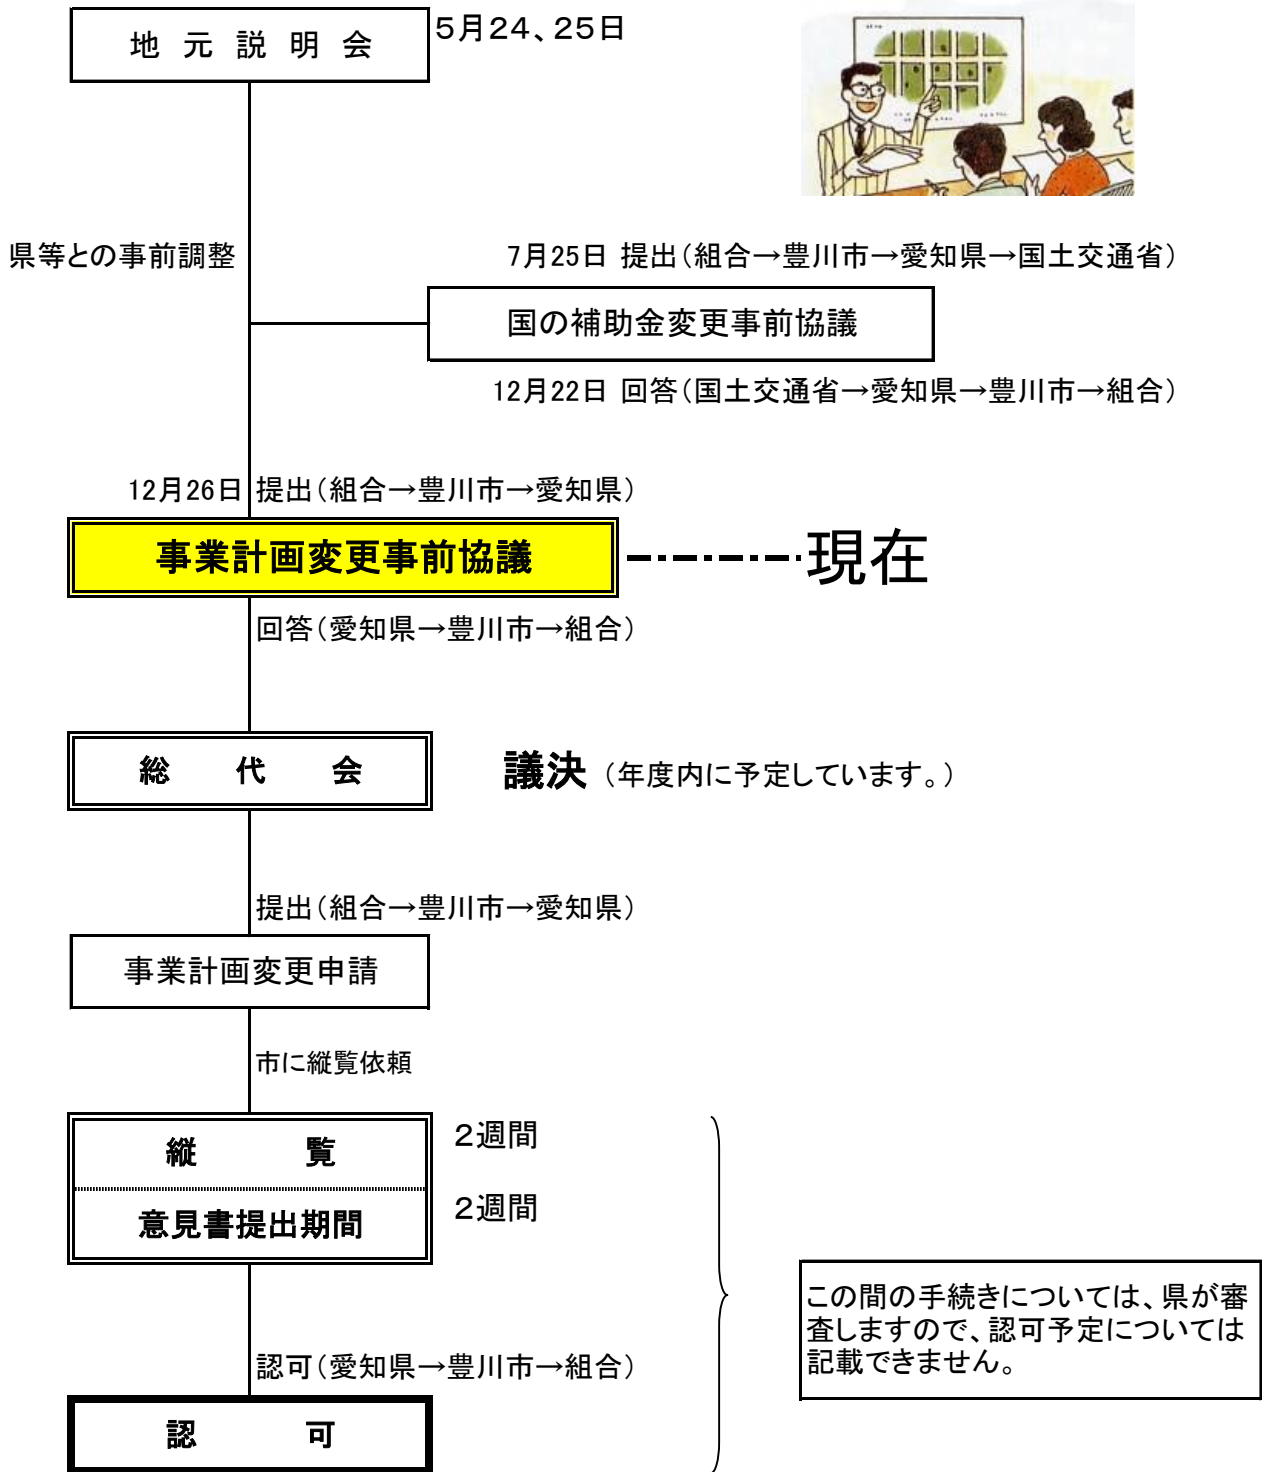 地元説明会
5月24、25日
県等との事前調整
7月25日 提出（組合→豊川市→愛知県→国土交通省）
国の補助金変更事前協議
12月22日 回答（国土交通省→愛知県→豊川市→組合）
12月26日 提出（組合→豊川市→愛知県）
事業計画変更事前協議
現在
回答（愛知県→豊川市→組合）
総代会
議決（年度内に予定しています。）
提出（組合→豊川市→愛知県）
事業計画変更申請
市に縦覧依頼
縦覧
2週間
意見書提出期間
2週間
この間の手続きについては、県が審
査しますので、認可予定については
記載できません。
認可（愛知県→豊川市→組合）
認可